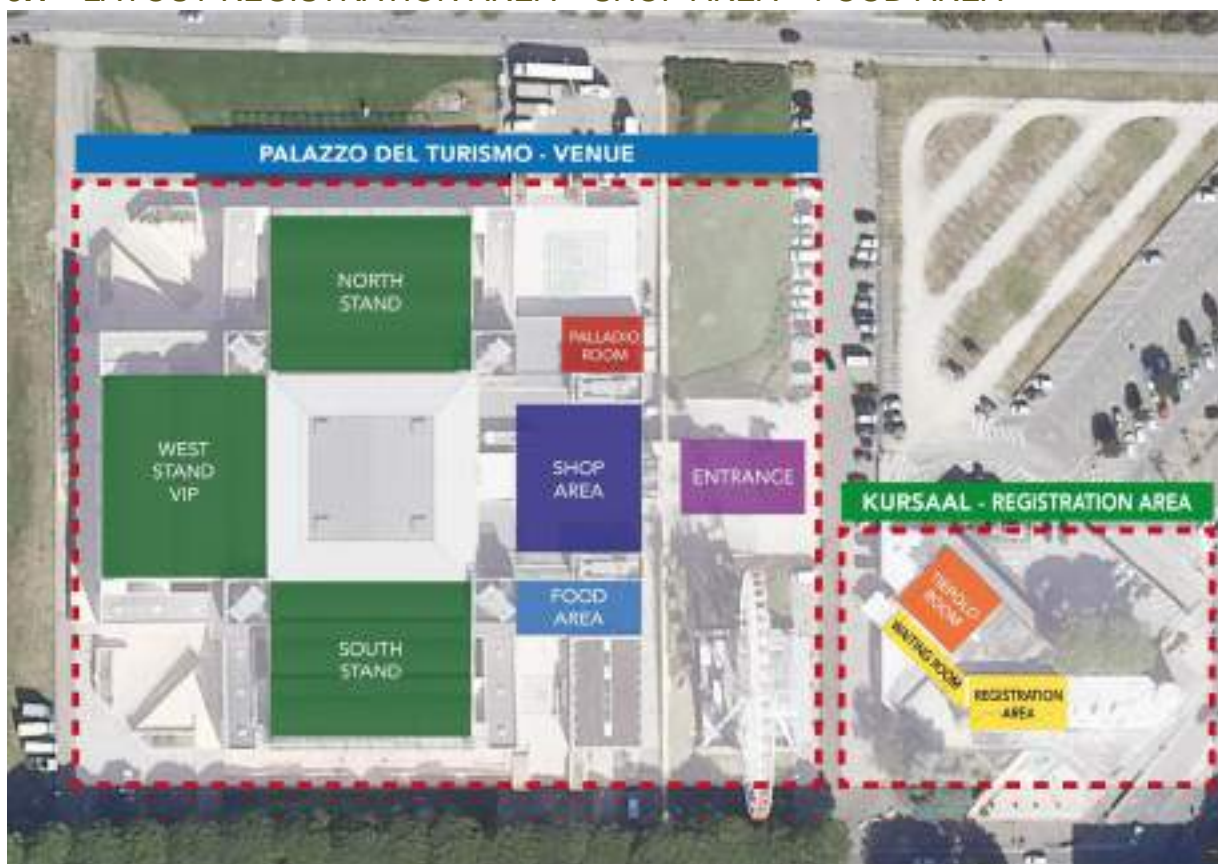 PALAZZO DEL TURISMO - VENUE
NORTH
STAND
PALLADIO
ROOM
WEST
STAND
VIP
SHOP
AREA
ENTRANCE
KURSAAL - REGISTRATION AREA
FOOD
AREA
TIEPOLO
ROOM
SOUTH
STAND
WAITING ROOM
REGISTRATION
AREA